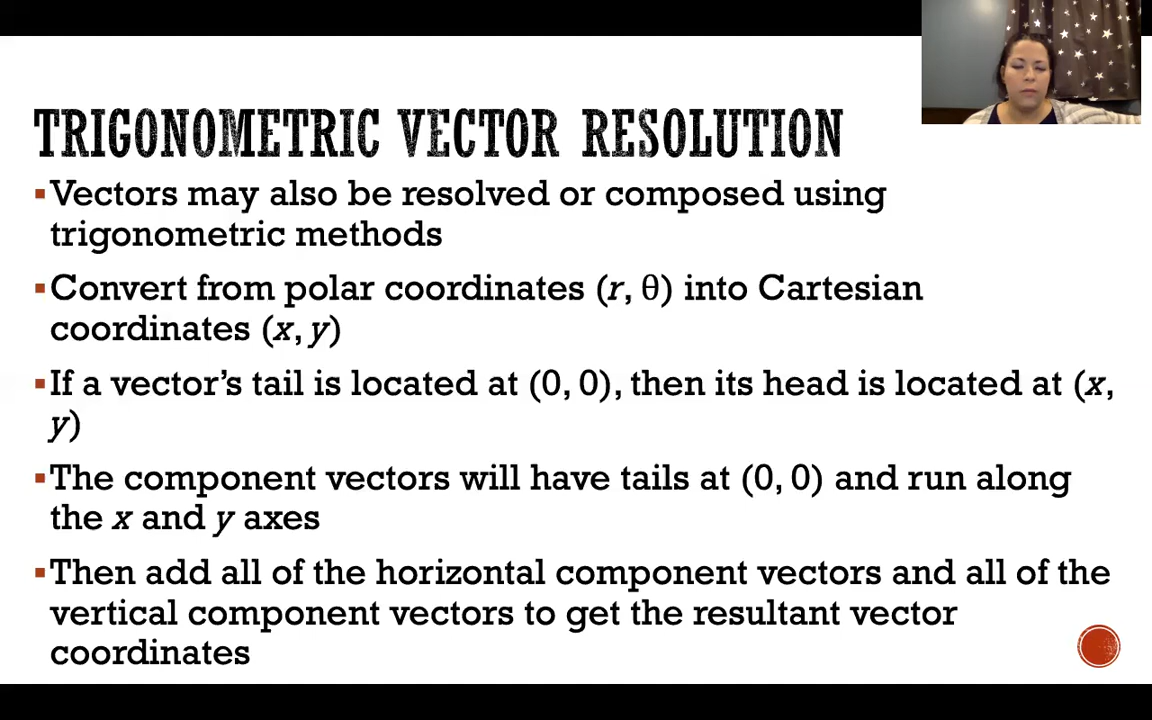 TRIGONOMETRIC VECTOR RESOLUTION
▪Vectors may also be resolved or composed using
trigonometric methods
▪Convert from polar coordinates (r, θ) into Cartesian
coordinates (x, y)
▪If a vector’s tail is located at (0, 0), then its head is located at (x,
y)
▪The component vectors will have tails at (0, 0) and run along
the x and y axes
▪Then add all of the horizontal component vectors and all of the
vertical component vectors to get the resultant vector
coordinates